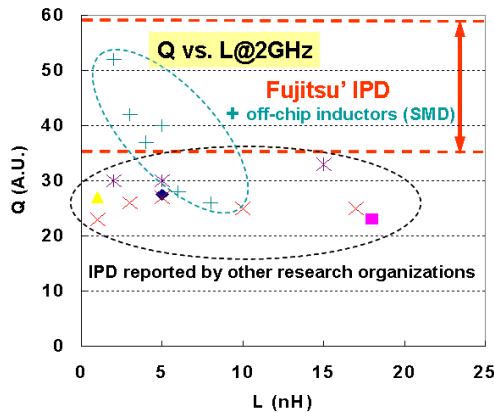 60
50
40
30
20
10
0
Q (A.U.)
Q vs. L@2GHz
Fujitsu' IPD
+ off-chip inductors (SMD)
IPD reported by other research organizations
0 5 10 15 20 25
L (nH)